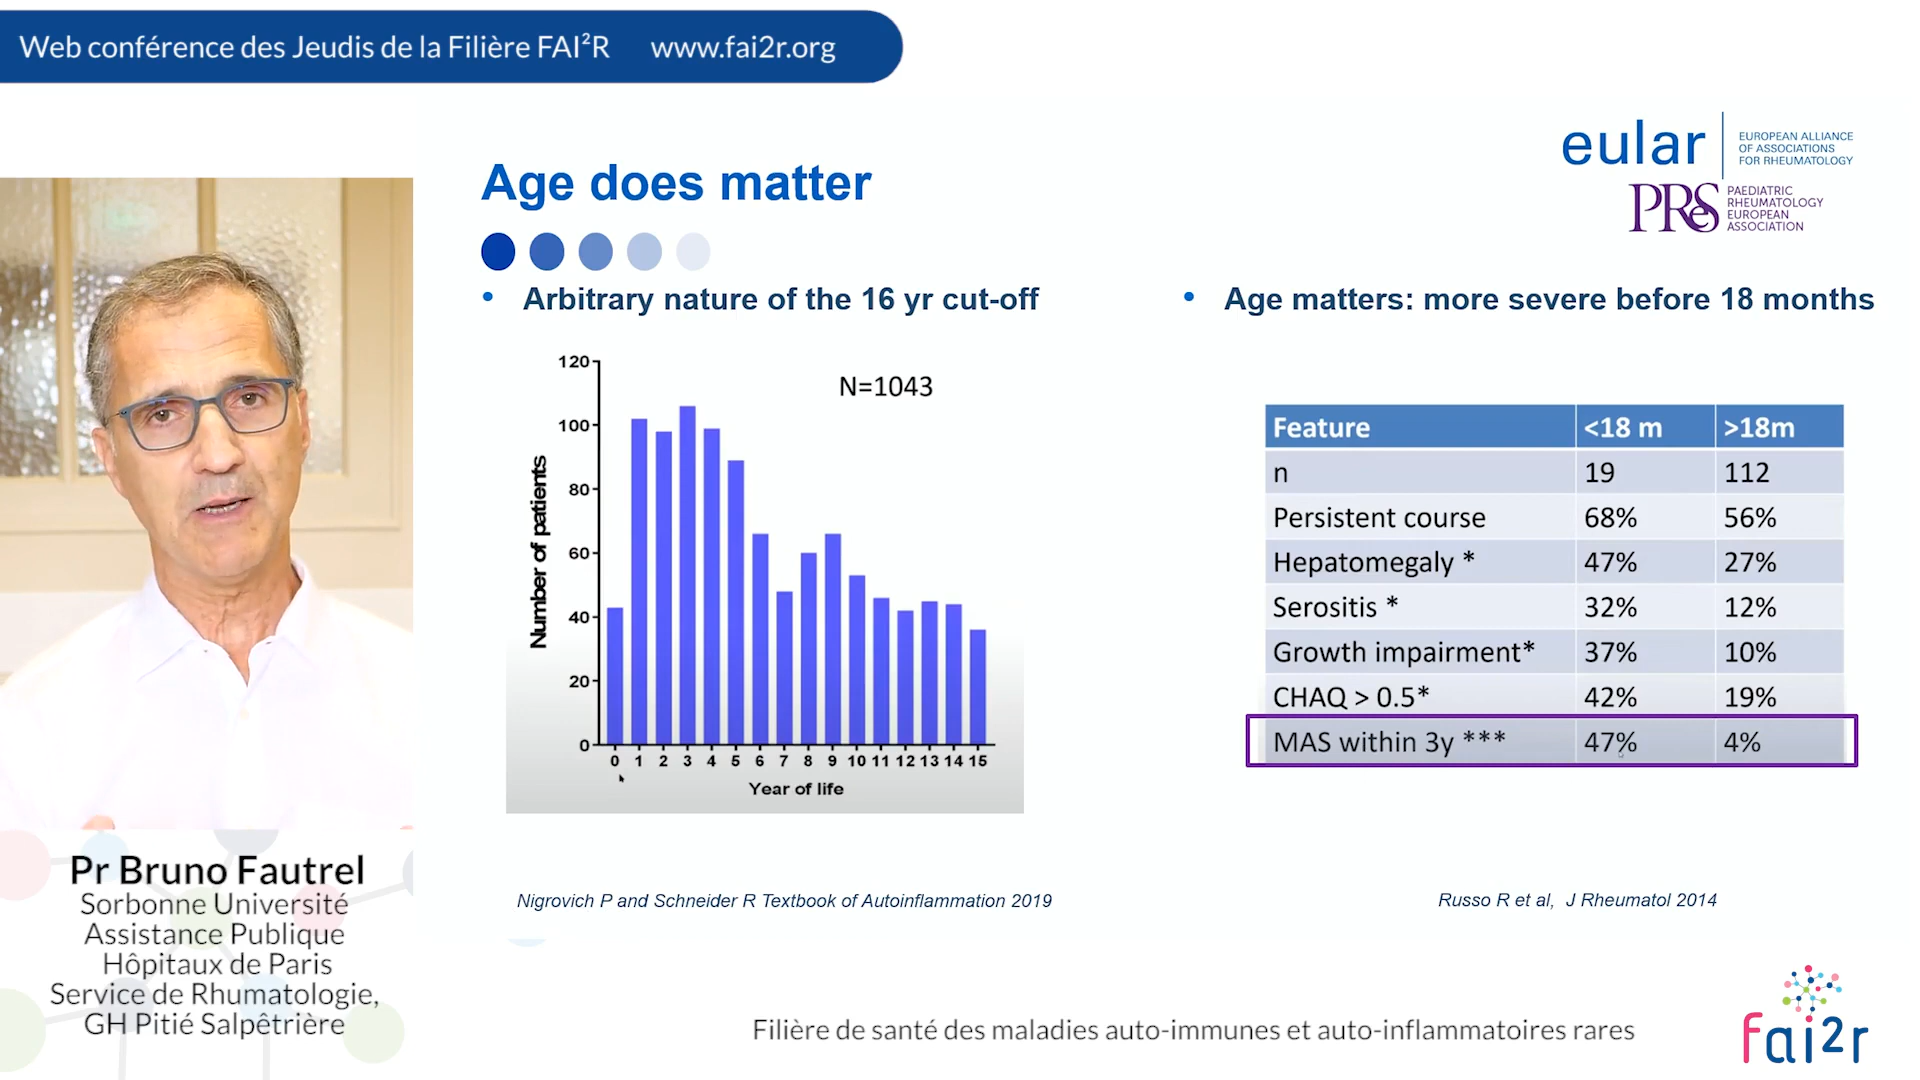 Web conférence des Jeudis de la Filière FAI²R www.fai2r.org
eular
EUROPEAN ALLIANCE
OF ASSOCIATIONS
FOR RHEUMATOLOGY
PReS
PAEDIATRIC
RHEUMATOLOGY
EUROPEAN
ASSOCIATION
Age does matter
• Arbitrary nature of the 16 yr cut-off
N=1043
Number of patients
120
100
80
60
40
20
0
0 1 2 3 4 5 6 7 8 9 10 11 12 13 14 15
Year of life
Nigrovich P and Schneider R Textbook of Autoinflammation 2019
• Age matters: more severe before 18 months
Feature <18 m >18m
n 19 112
Persistent course 68% 56%
Hepatomegaly * 47% 27%
Serositis * 32% 12%
Growth impairment* 37% 10%
CHAQ > 0.5* 42% 19%
MAS within 3y *** 47% 4%
Russo R et al, J Rheumatol 2014
Pr Bruno Fautrel
Sorbonne Université
Assistance Publique
Hôpitaux de Paris
Service de Rhumatologie,
GH Pitié Salpêtrière
Filière de santé des maladies auto-immunes et auto-inflammatoires rares
fai2r